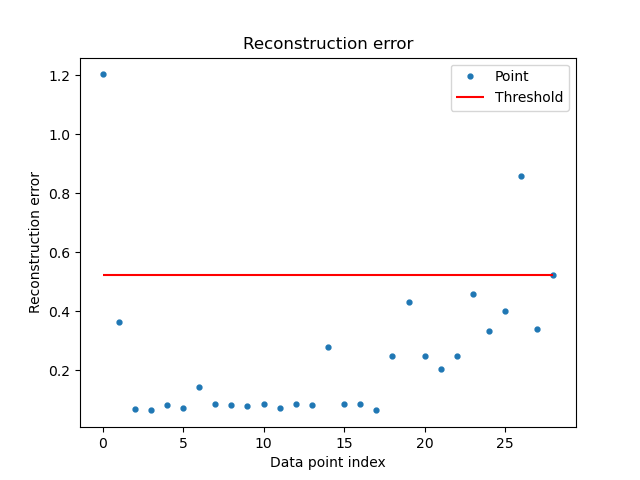 Reconstruction error
Point
Threshold
1.2
1.0
0.8
0.6
0.4
0.2
Reconstruction error
0 5 10 15 20 25
Data point index